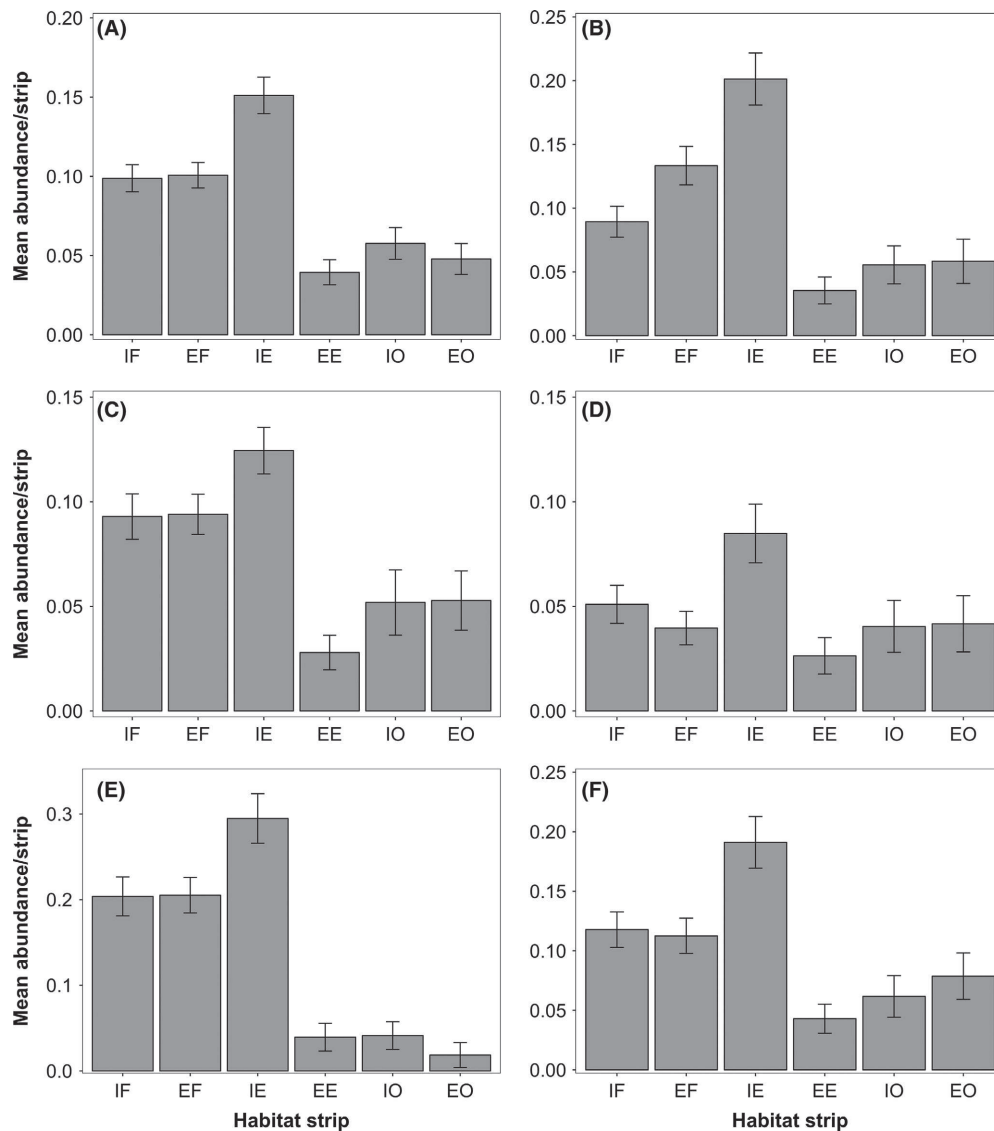 (A)
Mean abundance/strip
0.20
0.15
0.10
0.05
0.00
IF EF IE EE IO EO
(B)
0.25
0.20
0.15
0.10
0.05
0.00
IF EF IE EE IO EO
(C)
Mean abundance/strip
0.15
0.10
0.05
0.00
IF EF IE EE IO EO
(D)
0.15
0.10
0.05
0.00
IF EF IE EE IO EO
(E)
Mean abundance/strip
0.3
0.2
0.1
0.0
IF EF IE EE IO EO
Habitat strip
(F)
0.25
0.20
0.15
0.10
0.05
0.00
IF EF IE EE IO EO
Habitat strip